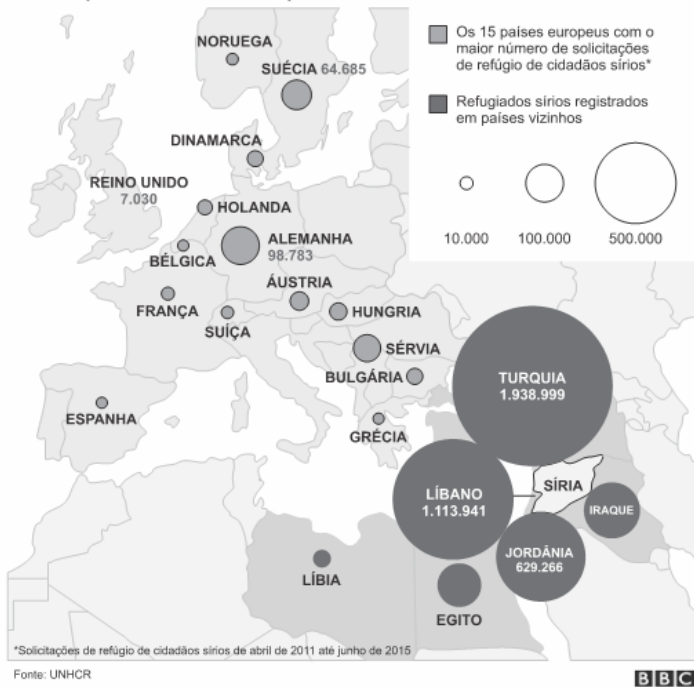 Os 15 países europeus com o
maior número de solicitações
de refúgio de cidadãos sírios*
Refugiados sírios registrados
em países vizinhos
10.000
100.000
500.000
NORUEGA
SUÉCIA 64.685
DINAMARCA
REINO UNIDO
7.030
HOLANDA
ALEMANHA
98.783
BÉLGICA
ÁUSTRIA
FRANÇA
HUNGRIA
SUÍÇA
SÉRVIA
BULGÁRIA
TURQUIA
1.938.999
ESPANHA
GRÉCIA
LÍBANO
1.113.941
SÍRIA
IRAQUE
JORDÂNIA
629.266
LÍBIA
EGITO
*Solicitações de refúgio de cidadãos sírios de abril de 2011 até junho de 2015
Fonte: UNHCR
BBC